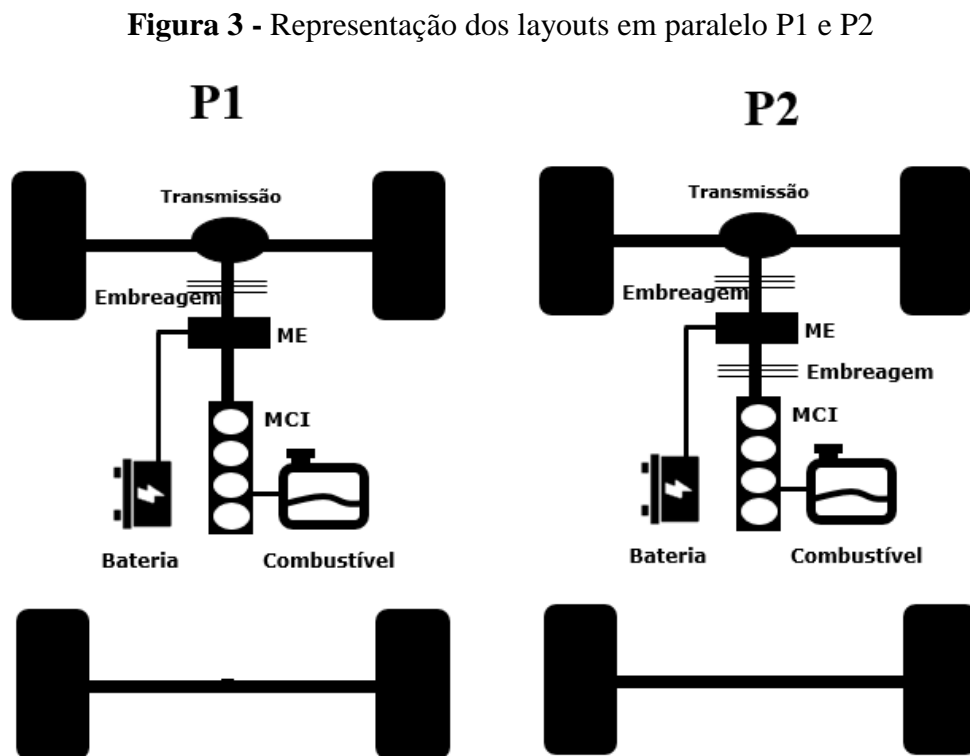 Figura 3 - Representação dos layouts em paralelo P1 e P2
P1
Transmissão
Embreagem
ME
MCI
Bateria
Combustível
P2
Transmissão
Embreagem
ME
Embreagem
MCI
Bateria
Combustível